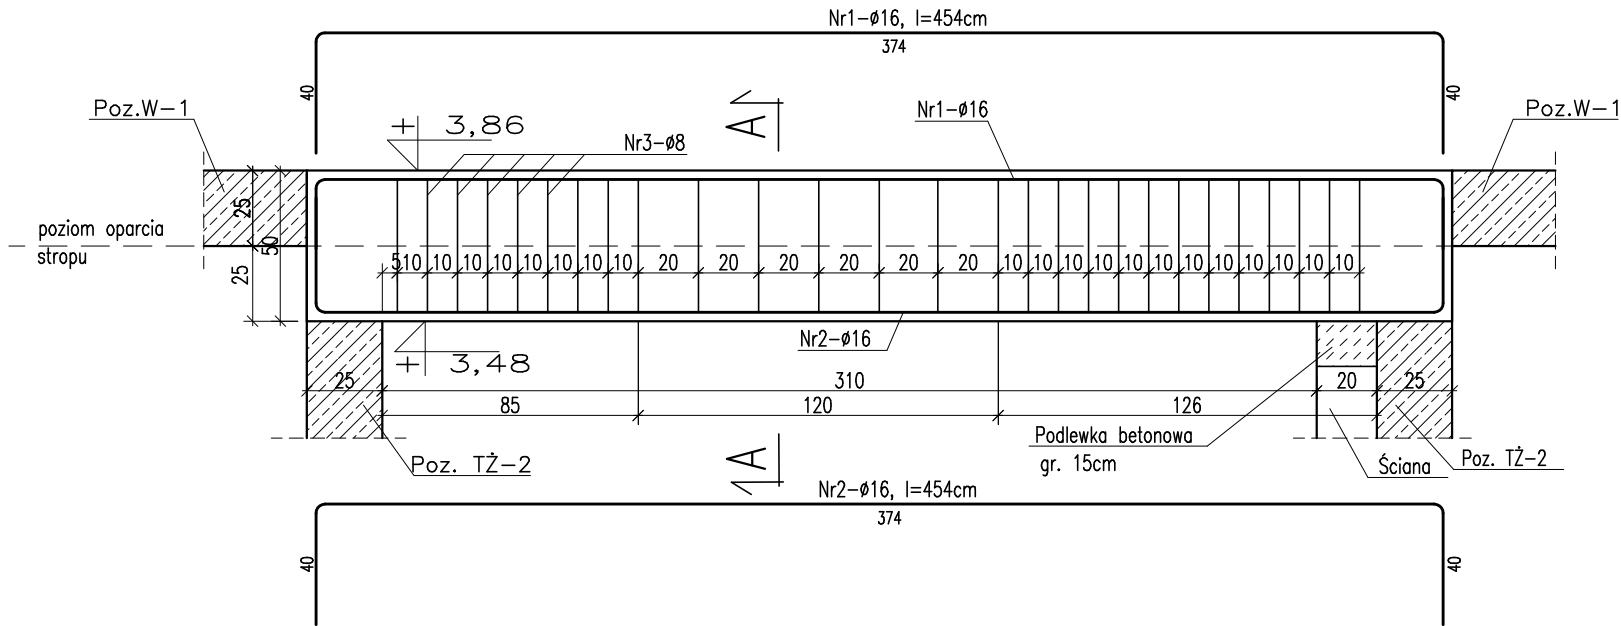 Nr1-ø16, l=454cm
374
40
40
Poz.W-1
+ 3,86
Nr3-ø8
A
Nr1-ø16
Poz.W-1
25
50
25
poziom oparcia
stropu
5 10 10 10 10 10 10 10 10 20 20 20 20 20 20 10 10 10 10 10 10 10 10 10 10 10 10
Nr2-ø16
+ 3,48
25 310 20 25
85 120 126
Podlewka betonowa
gr. 15cm
Poz. TŻ-2
A
Ściana
Poz. TŻ-2
Nr2-ø16, l=454cm
374
40
40